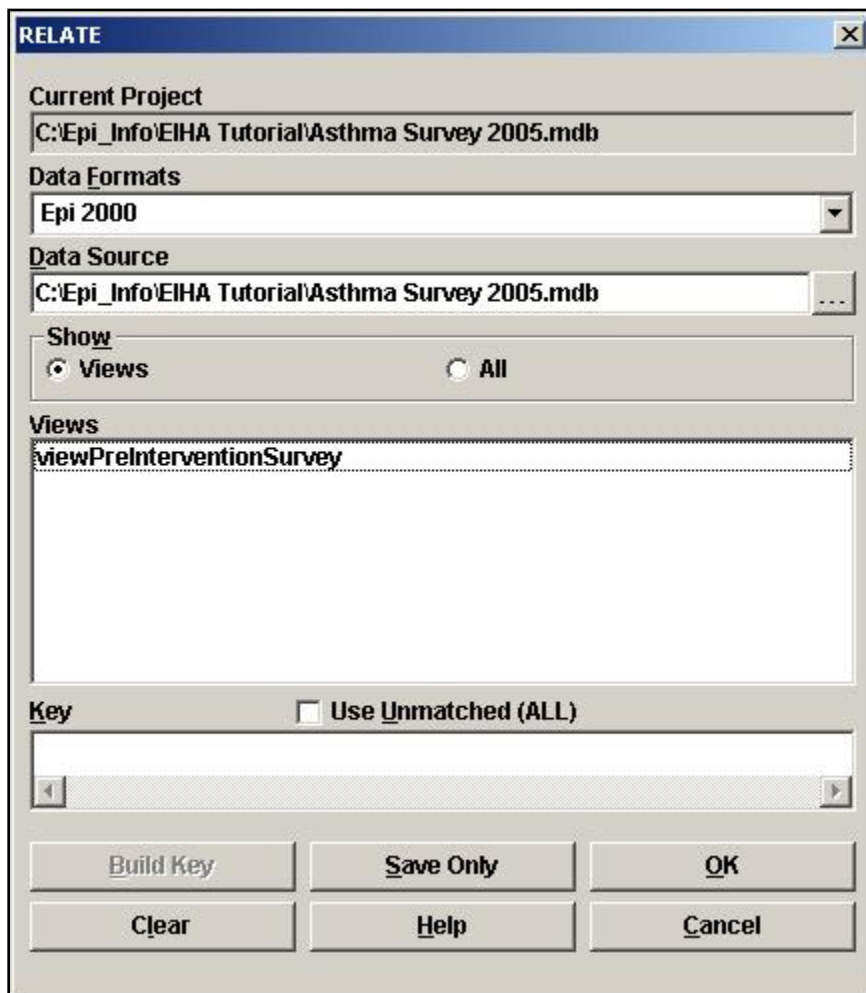 RELATE
Current Project
C:\Epi_Info\EIHA Tutorial\Asthma Survey 2005.mdb
Data Formats
Epi 2000
Data Source
C:\Epi_Info\EIHA Tutorial\Asthma Survey 2005.mdb
...
Show
Views All
Views
viewPreInterventionSurvey
Key Use Unmatched (ALL)
Build Key Save Only OK
Clear Help Cancel